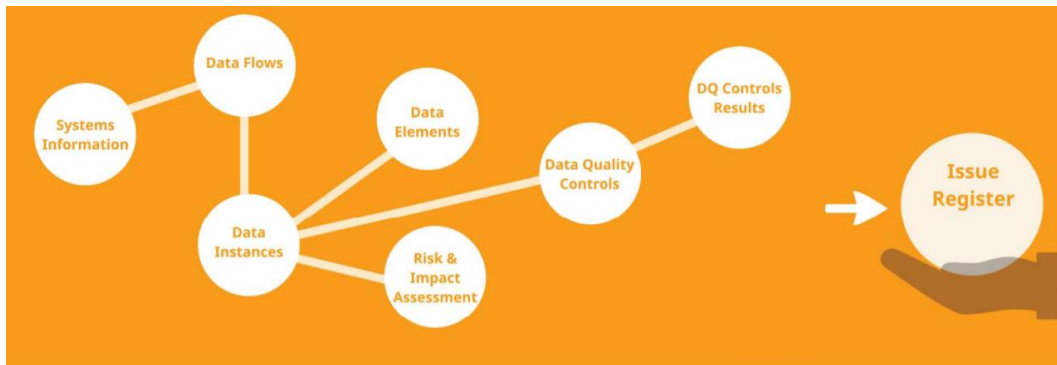 Data Flows
Systems
Information
Data
Elements
DQ Controls
Results
Data Quality
Controls
Data
Instances
Risk &
Impact
Assessment
Issue
Register